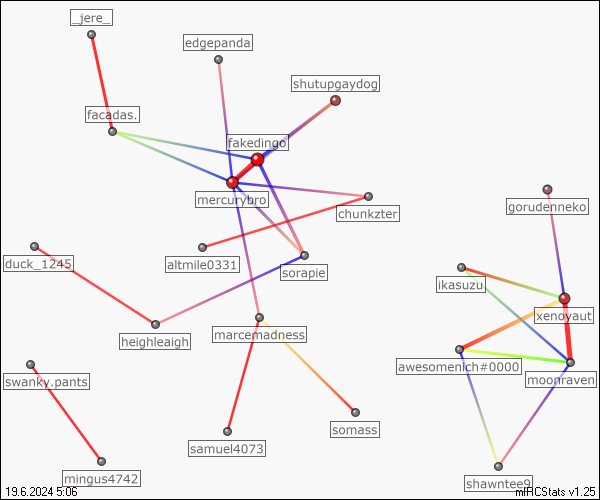 _jere_
edgepanda
shutupgaydog
facadas.
fakedingo
mercurybro
gorudenneko
chunkzter
duck_1245
altmile0331
sorapie
ikasuzu
xenoyaut
heighleaigh
marcemadness
awesomenich#0000
moonraven
swanky.pants
somass
samuel4073
mingus4742
shawntee9
19.6.2024 5:06
mIRCStats v1.25